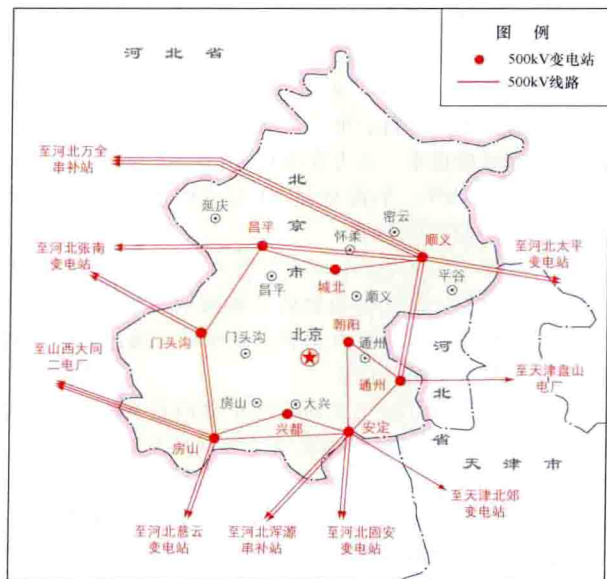 图 例
500kV变电站
500kV线路
河 北 省
至河北万全
串补站
北
京
市
延庆
昌平
怀柔
密云
顺义
至河北张南
变电站
至河北太平
变电站
昌平
城北
顺义
平谷
门头沟
门头沟
北京
朝阳
通州
通州
河
北
省
至山西大同
二电厂
至天津盘山
电厂
房山
大兴
兴都
安定
房山
天 津 市
至天津北郊
变电站
至河北慈云
变电站
至河北浑源
串补站
至河北固安
变电站